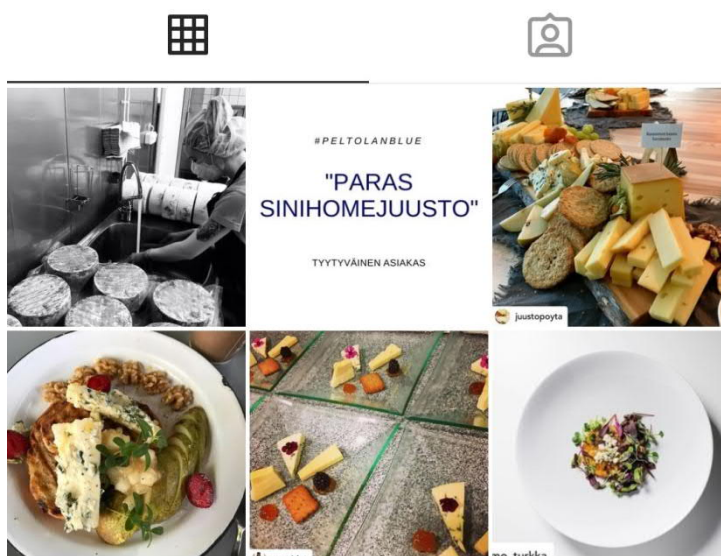 #PELTOLANBLUE
"PARAS
SINIHOMEJUUSTO"
TYYTYVÄINEN ASIAKAS
juustopoyta